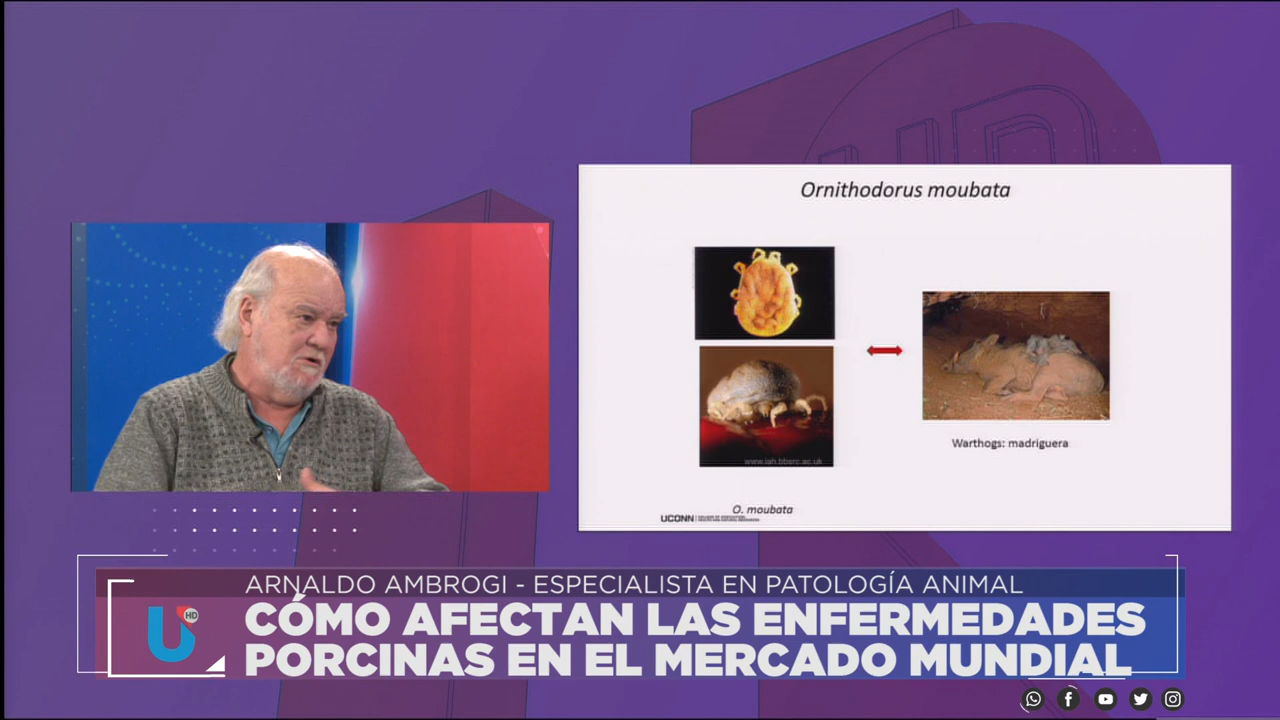 Ornithodorus moubata
www.iah.bbsrc.ac.uk
Warthogs: madriguera
O. moubata
UCONN
ARNALDO AMBROGI - ESPECIALISTA EN PATOLOGÍA ANIMAL
U HD
CÓMO AFECTAN LAS ENFERMEDADES
PORCINAS EN EL MERCADO MUNDIAL